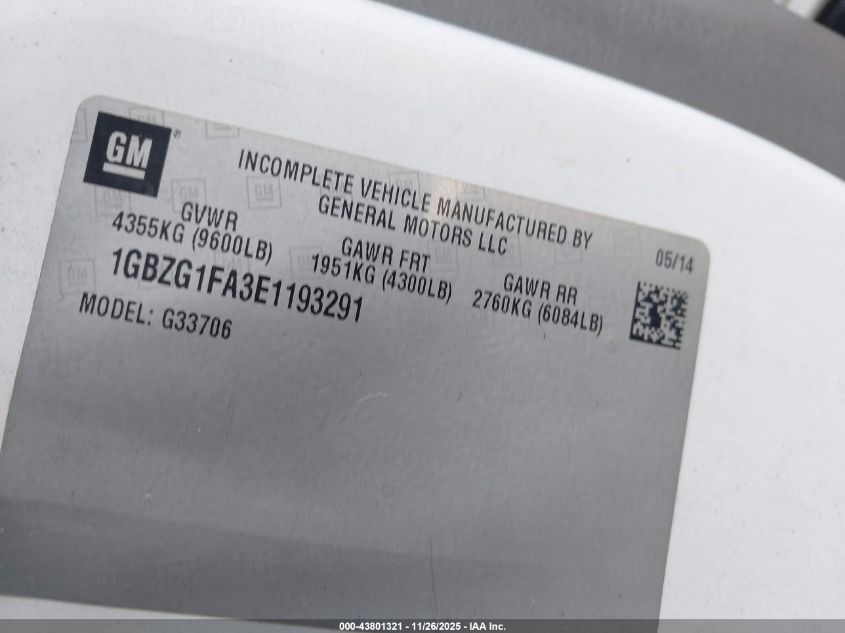 GM
INCOMPLETE VEHICLE MANUFACTURED BY
GENERAL MOTORS LLC
05/14
GVWR
4355KG (9600LB)
GAWR FRT
1951KG (4300LB)
GAWR RR
2760KG (6084LB)
1GBZG1FA3E1193291
MODEL: G33706
000-43801321 - 11/26/2025 - IAA Inc.